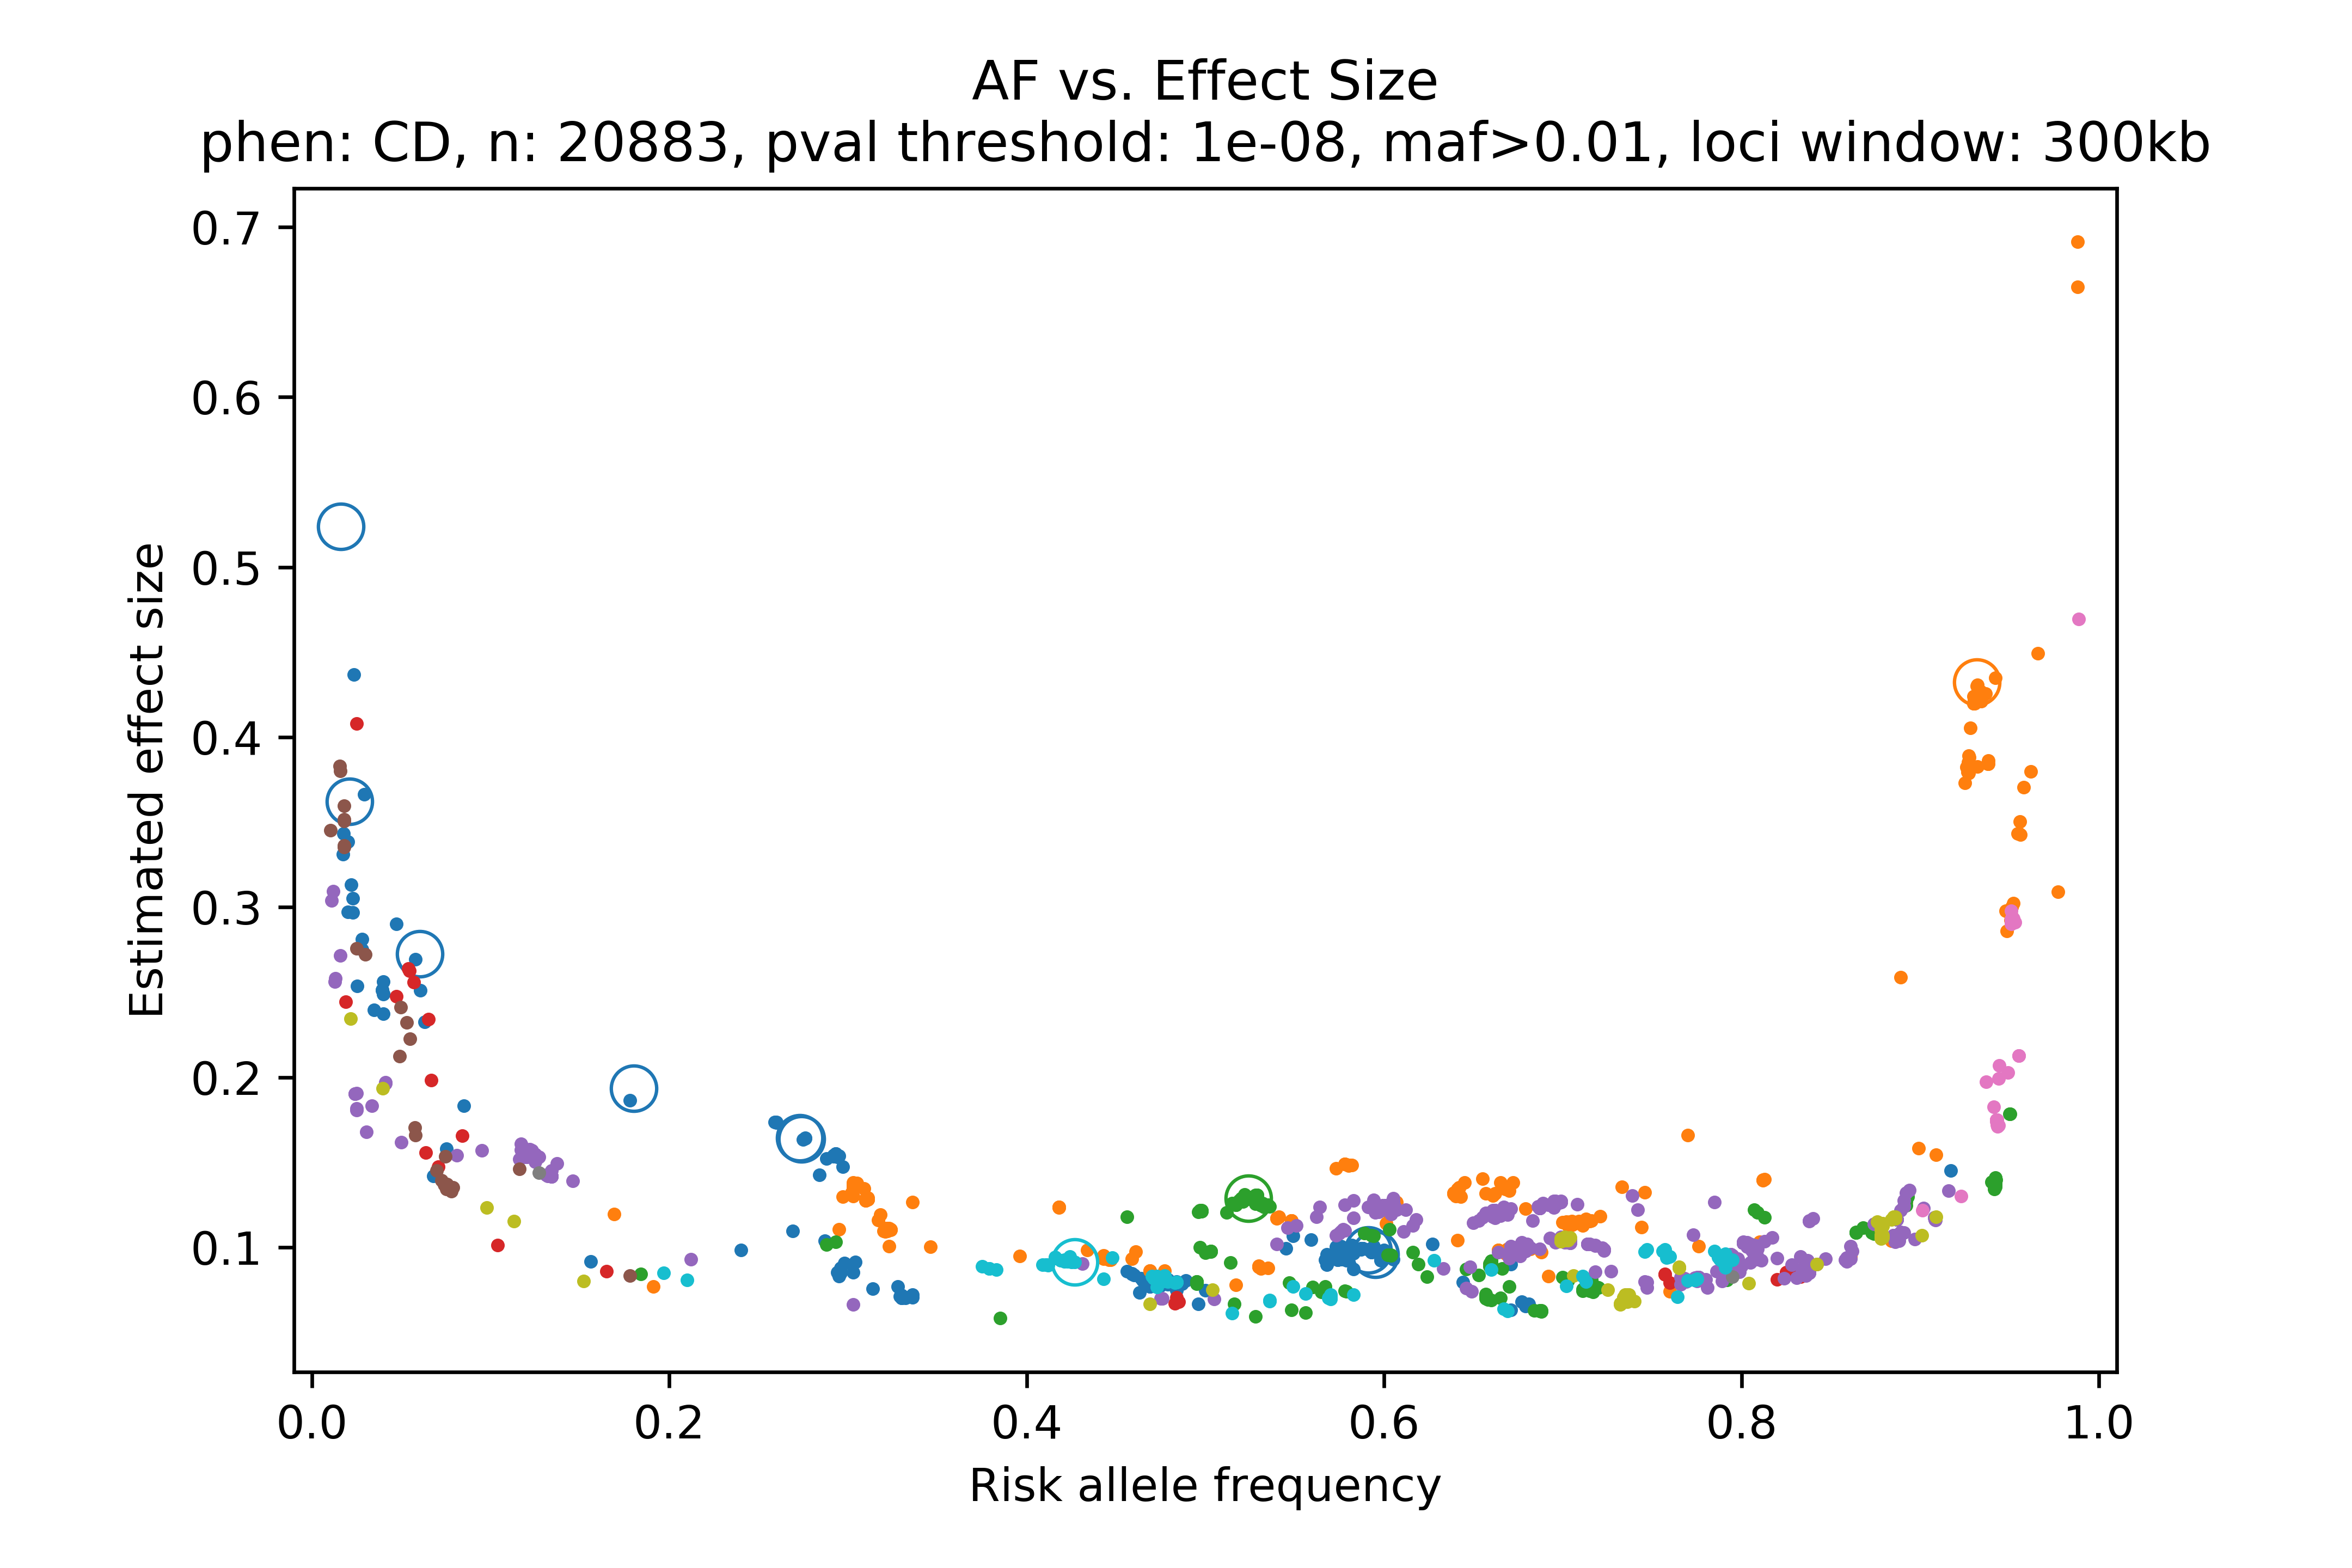 AF vs. Effect Size
phen: CD, n: 20883, pval threshold: 1e-08, maf>0.01, loci window: 300kb
0.7
0.6
0.5
0.4
0.3
0.2
0.1
Estimated effect size
0.0 0.2 0.4 0.6 0.8 1.0
Risk allele frequency